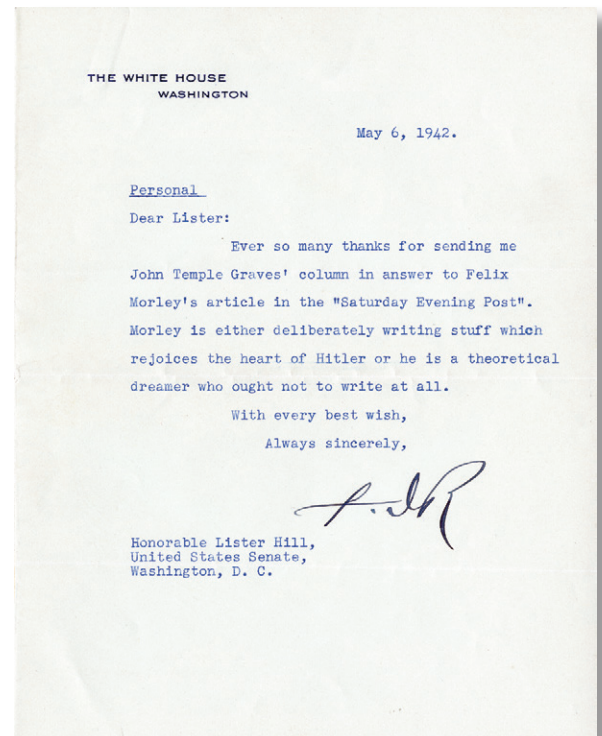 THE WHITE HOUSE
WASHINGTON
May 6, 1942.
Personal
Dear Lister:
Ever so many thanks for sending me
John Temple Graves' column in answer to Felix
Morley's article in the "Saturday Evening Post".
Morley is either deliberately writing stuff which
rejoices the heart of Hitler or he is a theoretical
dreamer who ought not to write at all.
With every best wish,
Always sincerely,
F.D.R
Honorable Lister Hill,
United States Senate,
Washington, D. C.